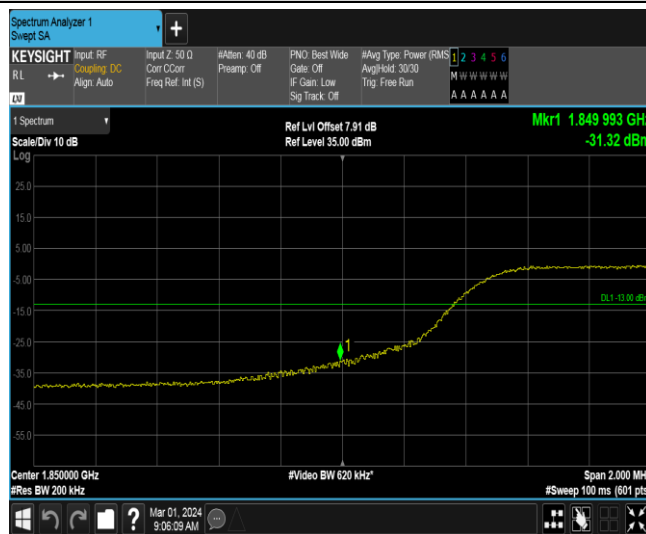 Spectrum Analyzer 1
Swept SA
+
KEYSIGHT
RL
LXI
Input: RF
Coupling: DC
Align: Auto
Input Z: 50 Ω
Corr CCorr
Freq Ref: Int (S)
#Atten: 40 dB
Preamp: Off
PNO: Best Wide
Gate: Off
IF Gain: Low
Sig Track: Off
#Avg Type: Power (RMS
Avg|Hold: 30/30
Trig: Free Run
1 2 3 4 5 6
M W W W W W
A A A A A A
1 Spectrum
Scale/Div 10 dB
Log
Ref Lvl Offset 7.91 dB
Ref Level 35.00 dBm
Mkr1 1.849 993 GHz
-31.32 dBm
25.0
15.0
5.00
-5.00
-15.0
-25.0
-35.0
-45.0
-55.0
DL1 -13.00 dBm
1
Center 1.850000 GHz
#Res BW 200 kHz
#Video BW 620 kHz*
Span 2.000 MH
#Sweep 100 ms (601 pts
?
Mar 01, 2024
9:06:09 AM